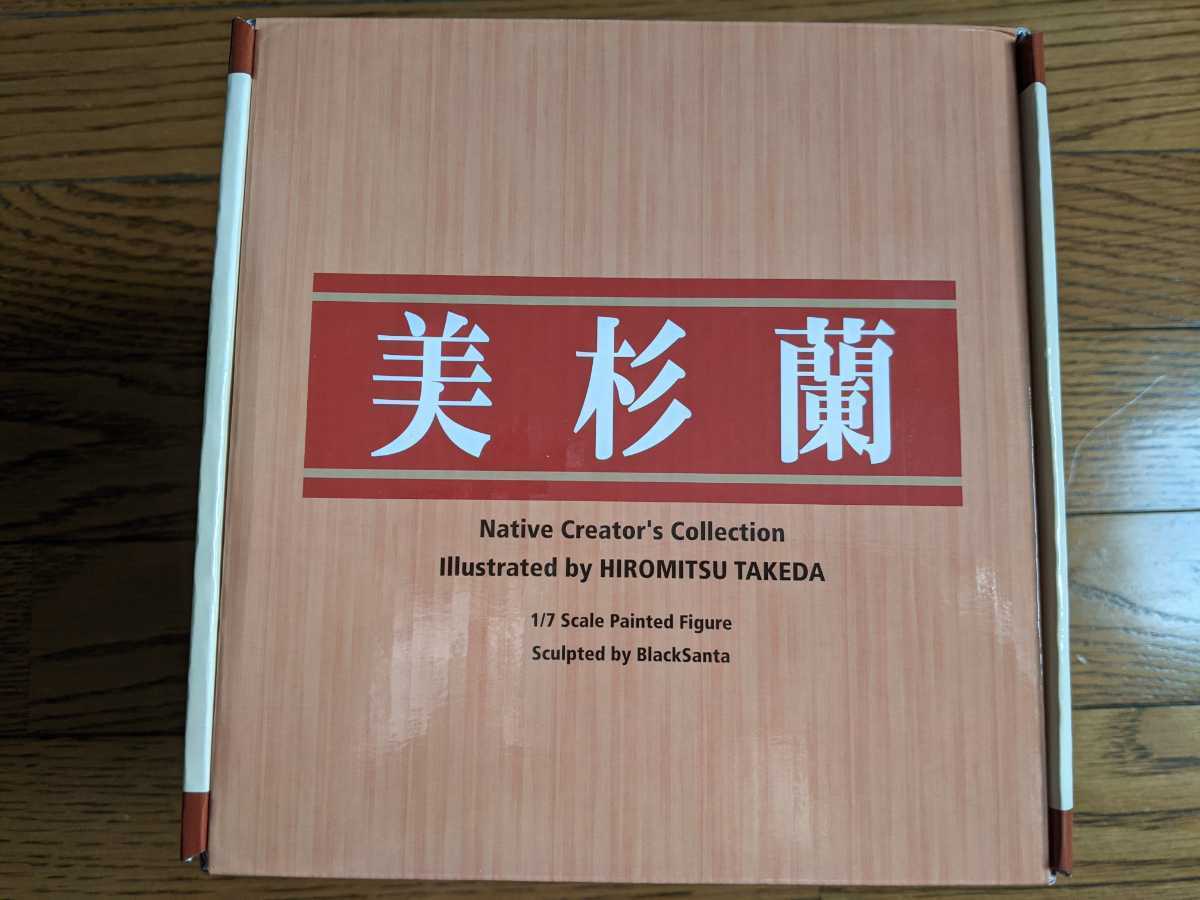 美杉蘭
Native Creator's Collection
Illustrated by HIROMITSU TAKEDA
1/7 Scale Painted Figure
Sculpted by BlackSanta